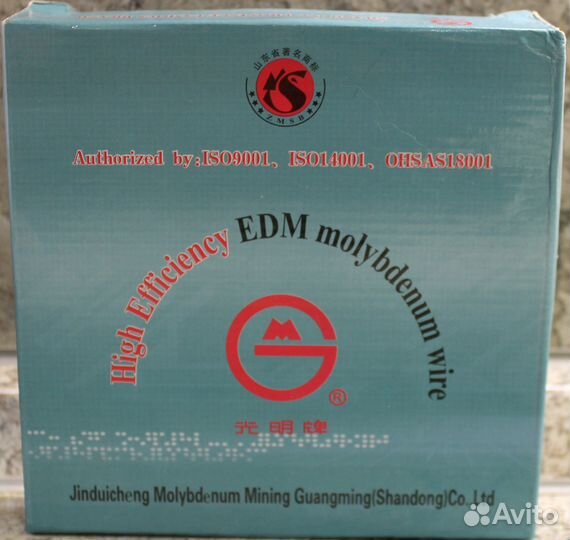 山东省著名商标
ZMSB
Authorized by:ISO9001、ISO14001、OHSAS18001
High Efficiency EDM molybdenum wire
M
G
®
光明牌
Jinduicheng Molybdenum Mining Guangming(Shandong)Co.,Ltd
Avito